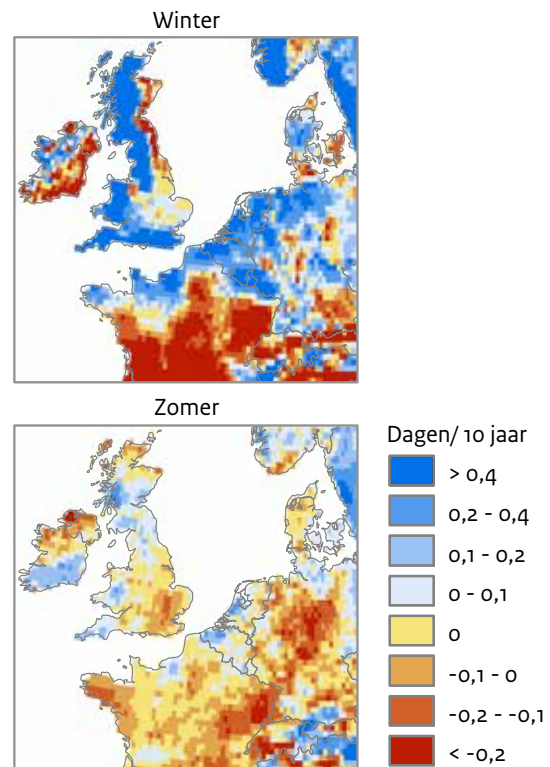 Winter
Zomer
Dagen/ 10 jaar
> 0,4
0,2 - 0,4
0,1 - 0,2
0 - 0,1
0
-0,1 - 0
-0,2 - -0,1
< -0,2